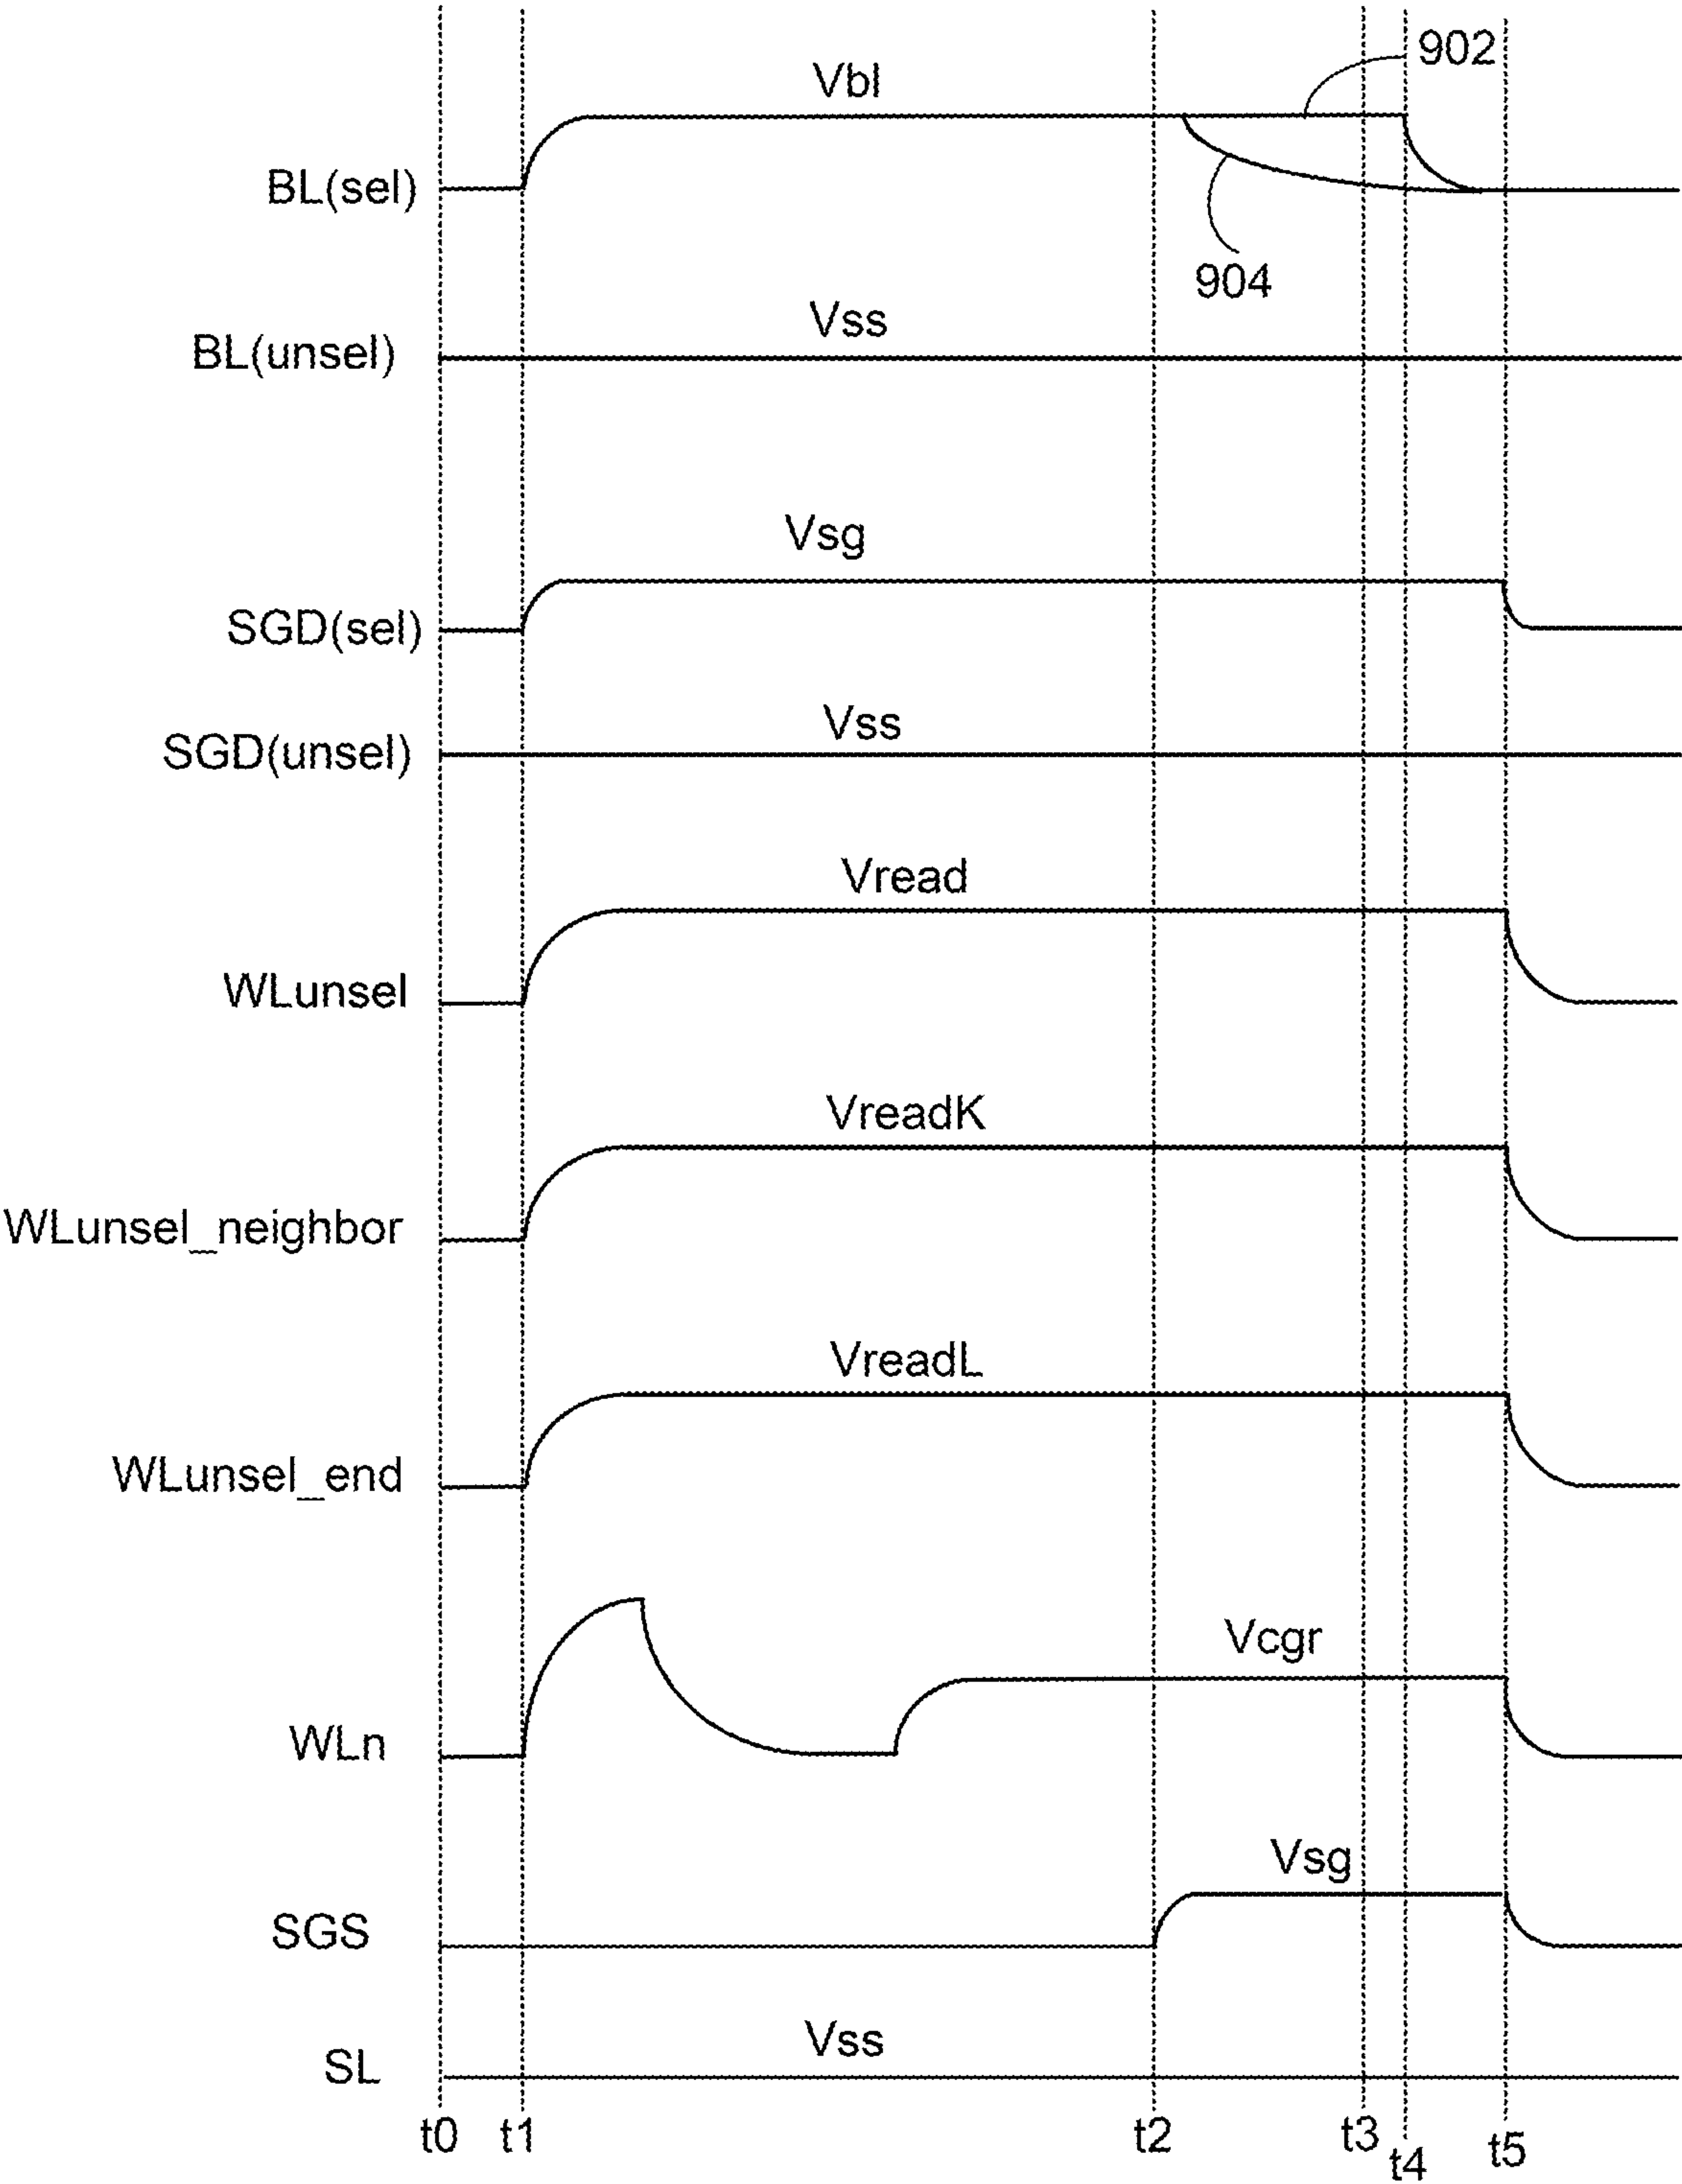 902
Vbl
BL(sel)
904
Vss
BL(unsel)
Vsg
SGD(sel)
Vss
SGD(unsel)
Vread
WLunsel
VreadK
WLunsel_neighbor
VreadL
WLunsel_end
Vcgr
WLn
Vsg
SGS
Vss
SL
t0 t1 t2 t3 t4 t5